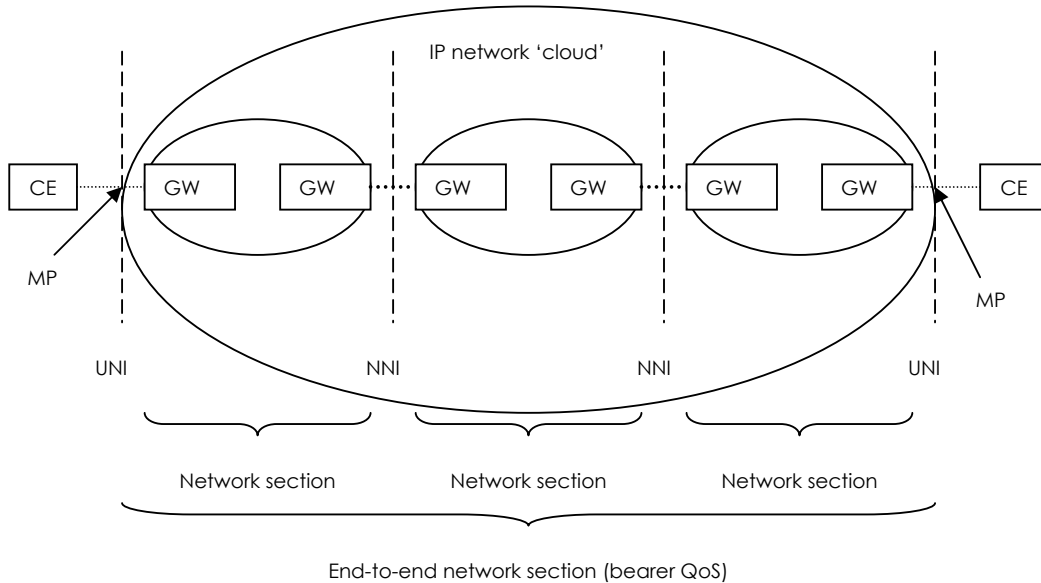 IP network ‘cloud’
CE GW GW GW GW GW GW CE
MP MP
UNI NNI NNI UNI
Network section Network section Network section
End-to-end network section (bearer QoS)